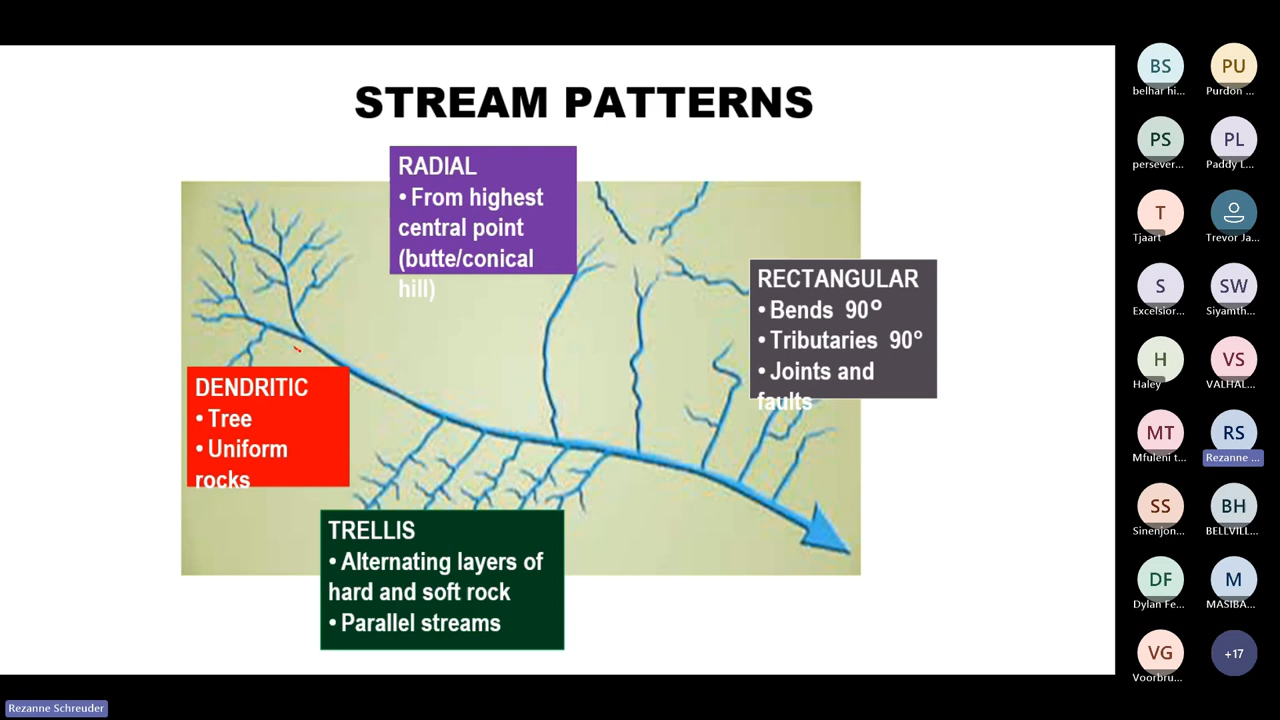 STREAM PATTERNS
RADIAL
• From highest
central point
(butte/conical
hill)
RECTANGULAR
• Bends 90°
• Tributaries 90°
• Joints and
faults
DENDRITIC
• Tree
• Uniform
rocks
TRELLIS
• Alternating layers of
hard and soft rock
• Parallel streams
BS
belhar hi...
PU
Purdon ...
PS
persever...
PL
Paddy L...
T
Tjaart
Trevor Ja...
S
Excelsior...
SW
Siyamth...
H
Haley
VS
VALHAL...
MT
Mfuleni t...
RS
Rezanne ...
SS
Sinenjon...
BH
BELLVILL...
DF
Dylan Fe...
M
MASIBA...
VG
Voorbru...
+17
Rezanne Schreuder